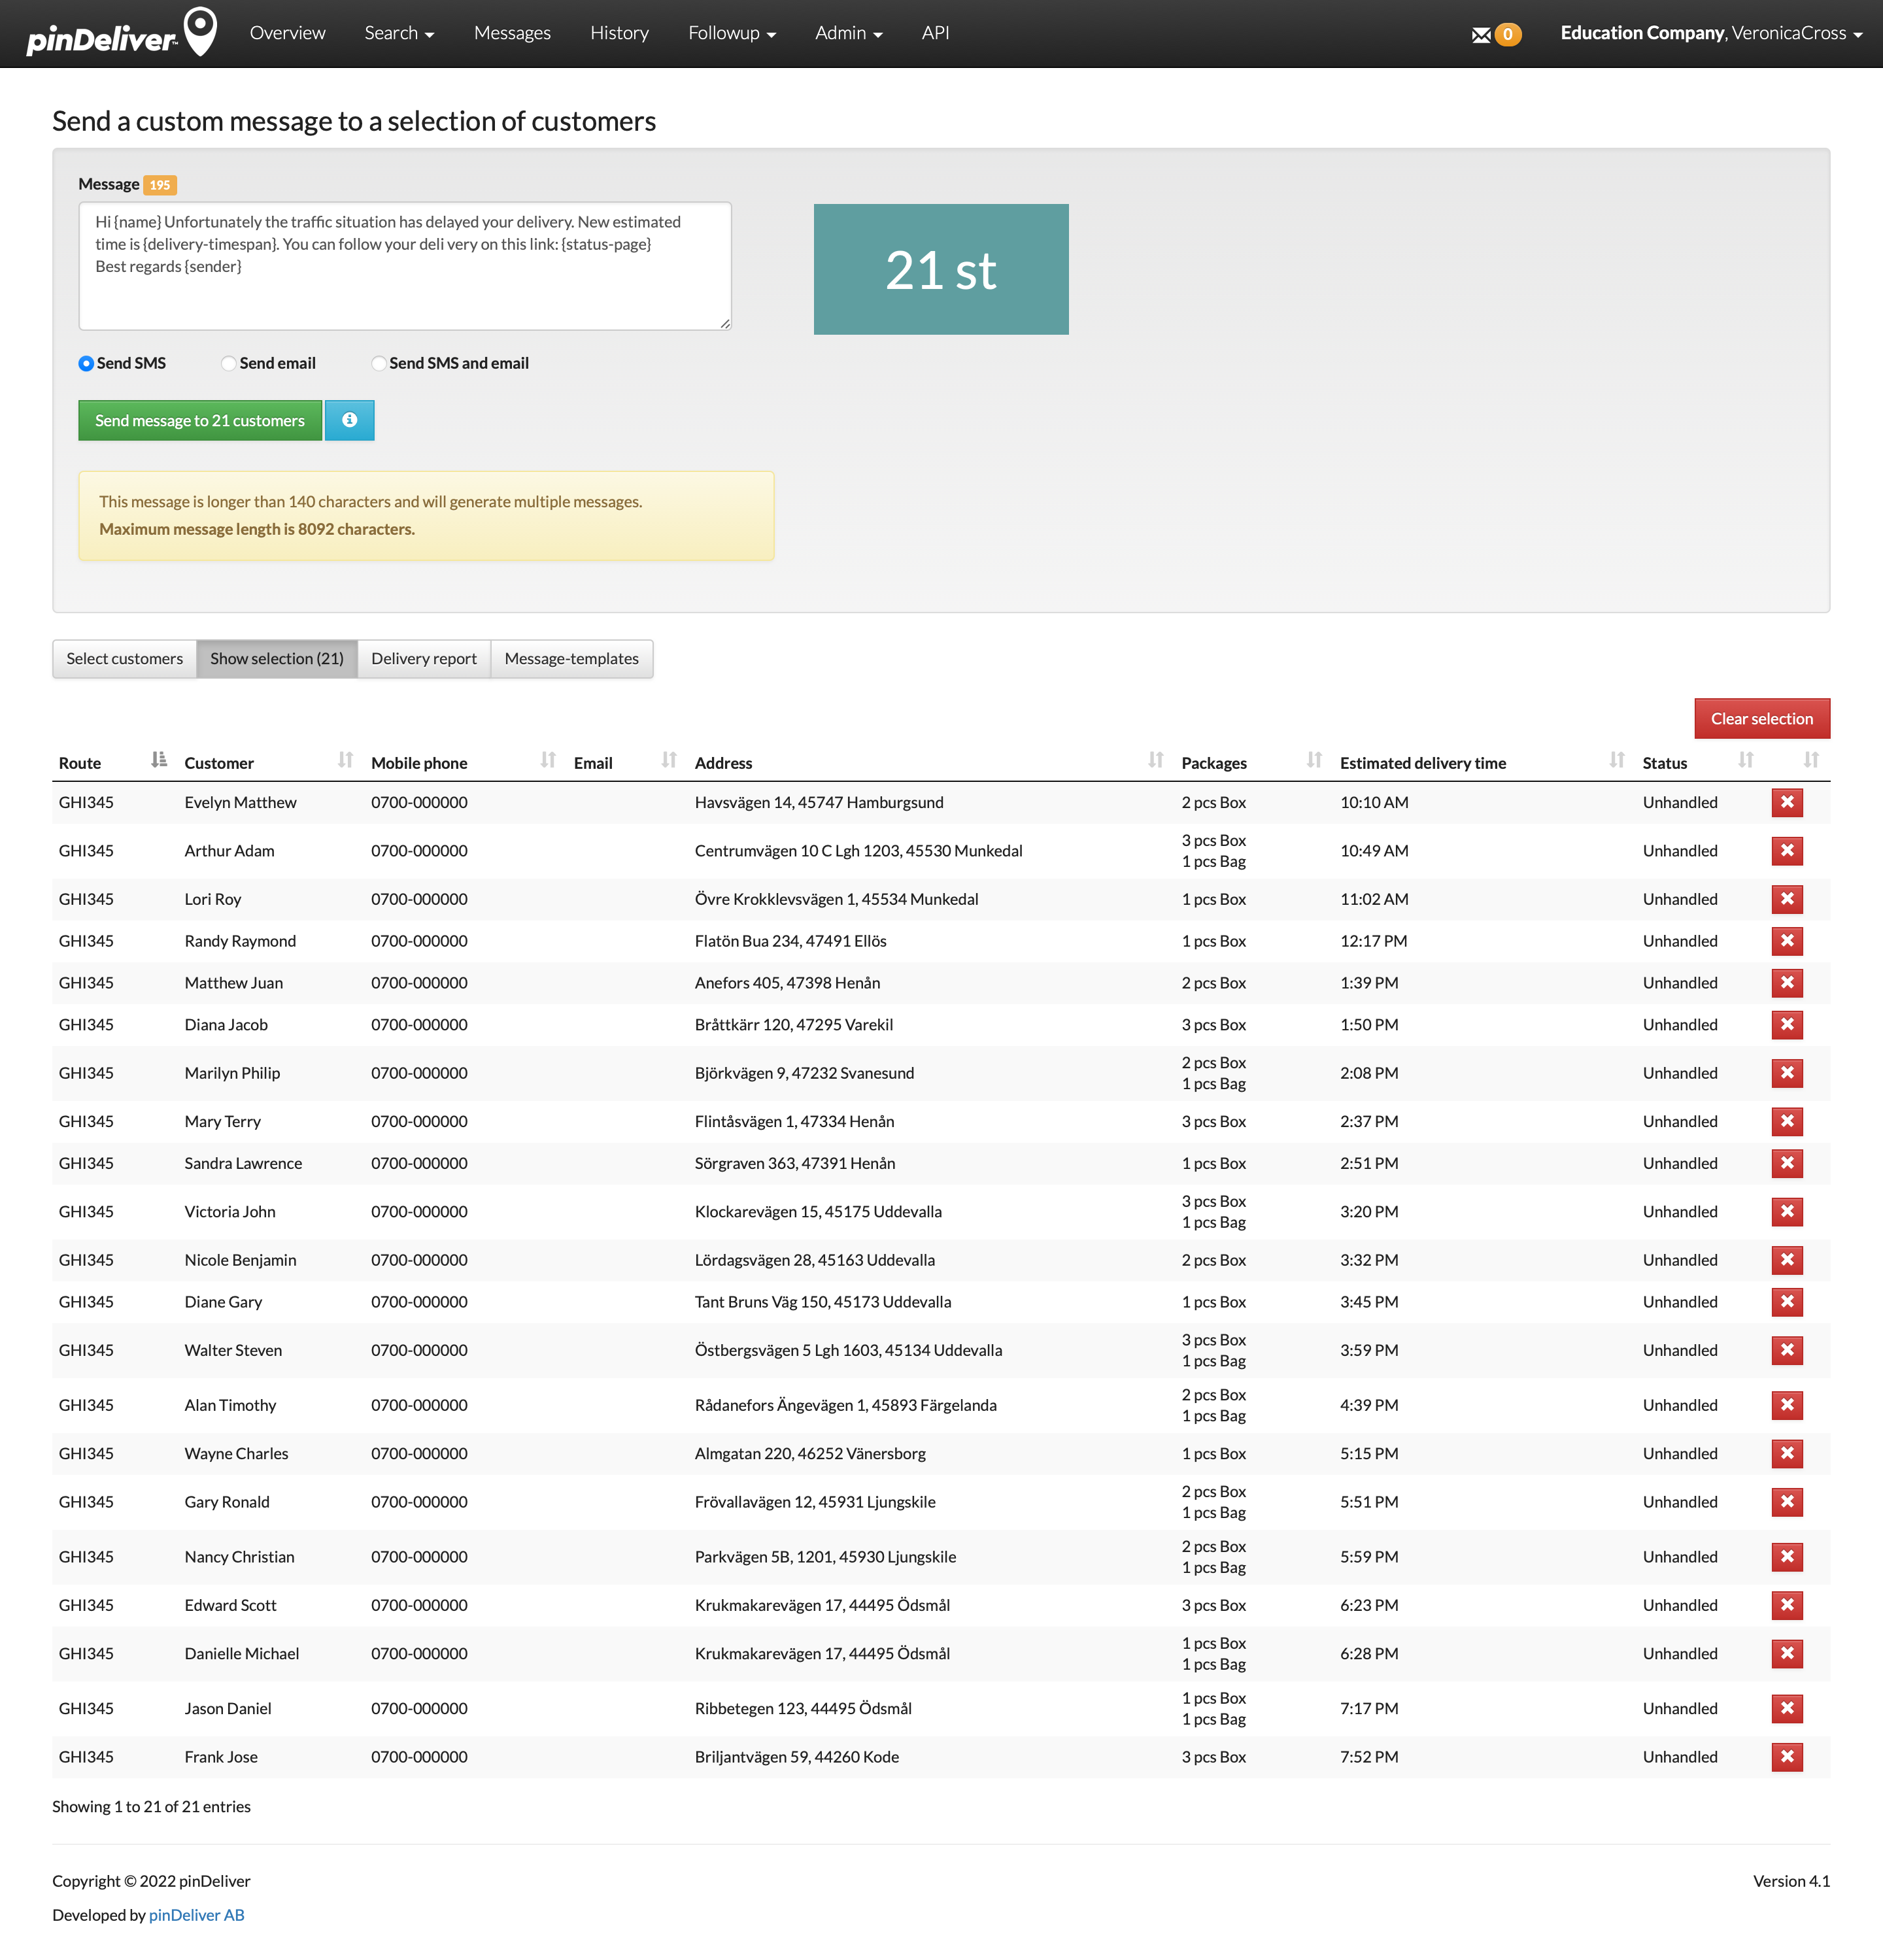 pinDeliver™ Overview Search Messages History Followup Admin API 0 Education Company, VeronicaCross
Send a custom message to a selection of customers
Message 195
Hi {name} Unfortunately the traffic situation has delayed your delivery. New estimated
time is {delivery-timespan}. You can follow your deli very on this link: {status-page}
Best regards {sender}
21 st
Send SMS Send email Send SMS and email
Send message to 21 customers
This message is longer than 140 characters and will generate multiple messages.
Maximum message length is 8092 characters.
Select customers Show selection (21) Delivery report Message-templates
Clear selection
Route Customer Mobile phone Email Address Packages Estimated delivery time Status
GHI345 Evelyn Matthew 0700-000000 Havsvägen 14, 45747 Hamburgsund 2 pcs Box 10:10 AM Unhandled
GHI345 Arthur Adam 0700-000000 Centrumvägen 10 C Lgh 1203, 45530 Munkedal 3 pcs Box 10:49 AM Unhandled
1 pcs Bag
GHI345 Lori Roy 0700-000000 Övre Krokklevsvägen 1, 45534 Munkedal 1 pcs Box 11:02 AM Unhandled
GHI345 Randy Raymond 0700-000000 Flatön Bua 234, 47491 Ellös 1 pcs Box 12:17 PM Unhandled
GHI345 Matthew Juan 0700-000000 Anefors 405, 47398 Henån 2 pcs Box 1:39 PM Unhandled
GHI345 Diana Jacob 0700-000000 Bråttkärr 120, 47295 Varekil 3 pcs Box 1:50 PM Unhandled
GHI345 Marilyn Philip 0700-000000 Björkvägen 9, 47232 Svanesund 2 pcs Box 2:08 PM Unhandled
1 pcs Bag
GHI345 Mary Terry 0700-000000 Flintåsvägen 1, 47334 Henån 3 pcs Box 2:37 PM Unhandled
GHI345 Sandra Lawrence 0700-000000 Sörgraven 363, 47391 Henån 1 pcs Box 2:51 PM Unhandled
GHI345 Victoria John 0700-000000 Klockarevägen 15, 45175 Uddevalla 3 pcs Box 3:20 PM Unhandled
1 pcs Bag
GHI345 Nicole Benjamin 0700-000000 Lördagsvägen 28, 45163 Uddevalla 2 pcs Box 3:32 PM Unhandled
GHI345 Diane Gary 0700-000000 Tant Bruns Väg 150, 45173 Uddevalla 1 pcs Box 3:45 PM Unhandled
GHI345 Walter Steven 0700-000000 Östbergsvägen 5 Lgh 1603, 45134 Uddevalla 3 pcs Box 3:59 PM Unhandled
1 pcs Bag
GHI345 Alan Timothy 0700-000000 Rådanefors Ängevägen 1, 45893 Färgelanda 2 pcs Box 4:39 PM Unhandled
1 pcs Bag
GHI345 Wayne Charles 0700-000000 Almgatan 220, 46252 Vänersborg 1 pcs Box 5:15 PM Unhandled
GHI345 Gary Ronald 0700-000000 Frövallavägen 12, 45931 Ljungskile 2 pcs Box 5:51 PM Unhandled
1 pcs Bag
GHI345 Nancy Christian 0700-000000 Parkvägen 5B, 1201, 45930 Ljungskile 2 pcs Box 5:59 PM Unhandled
1 pcs Bag
GHI345 Edward Scott 0700-000000 Krukmakarevägen 17, 44495 Ödsmål 3 pcs Box 6:23 PM Unhandled
GHI345 Danielle Michael 0700-000000 Krukmakarevägen 17, 44495 Ödsmål 1 pcs Box 6:28 PM Unhandled
1 pcs Bag
GHI345 Jason Daniel 0700-000000 Ribbetegen 123, 44495 Ödsmål 1 pcs Box 7:17 PM Unhandled
1 pcs Bag
GHI345 Frank Jose 0700-000000 Briljantvägen 59, 44260 Kode 3 pcs Box 7:52 PM Unhandled
Showing 1 to 21 of 21 entries
Copyright © 2022 pinDeliver Version 4.1
Developed by pinDeliver AB